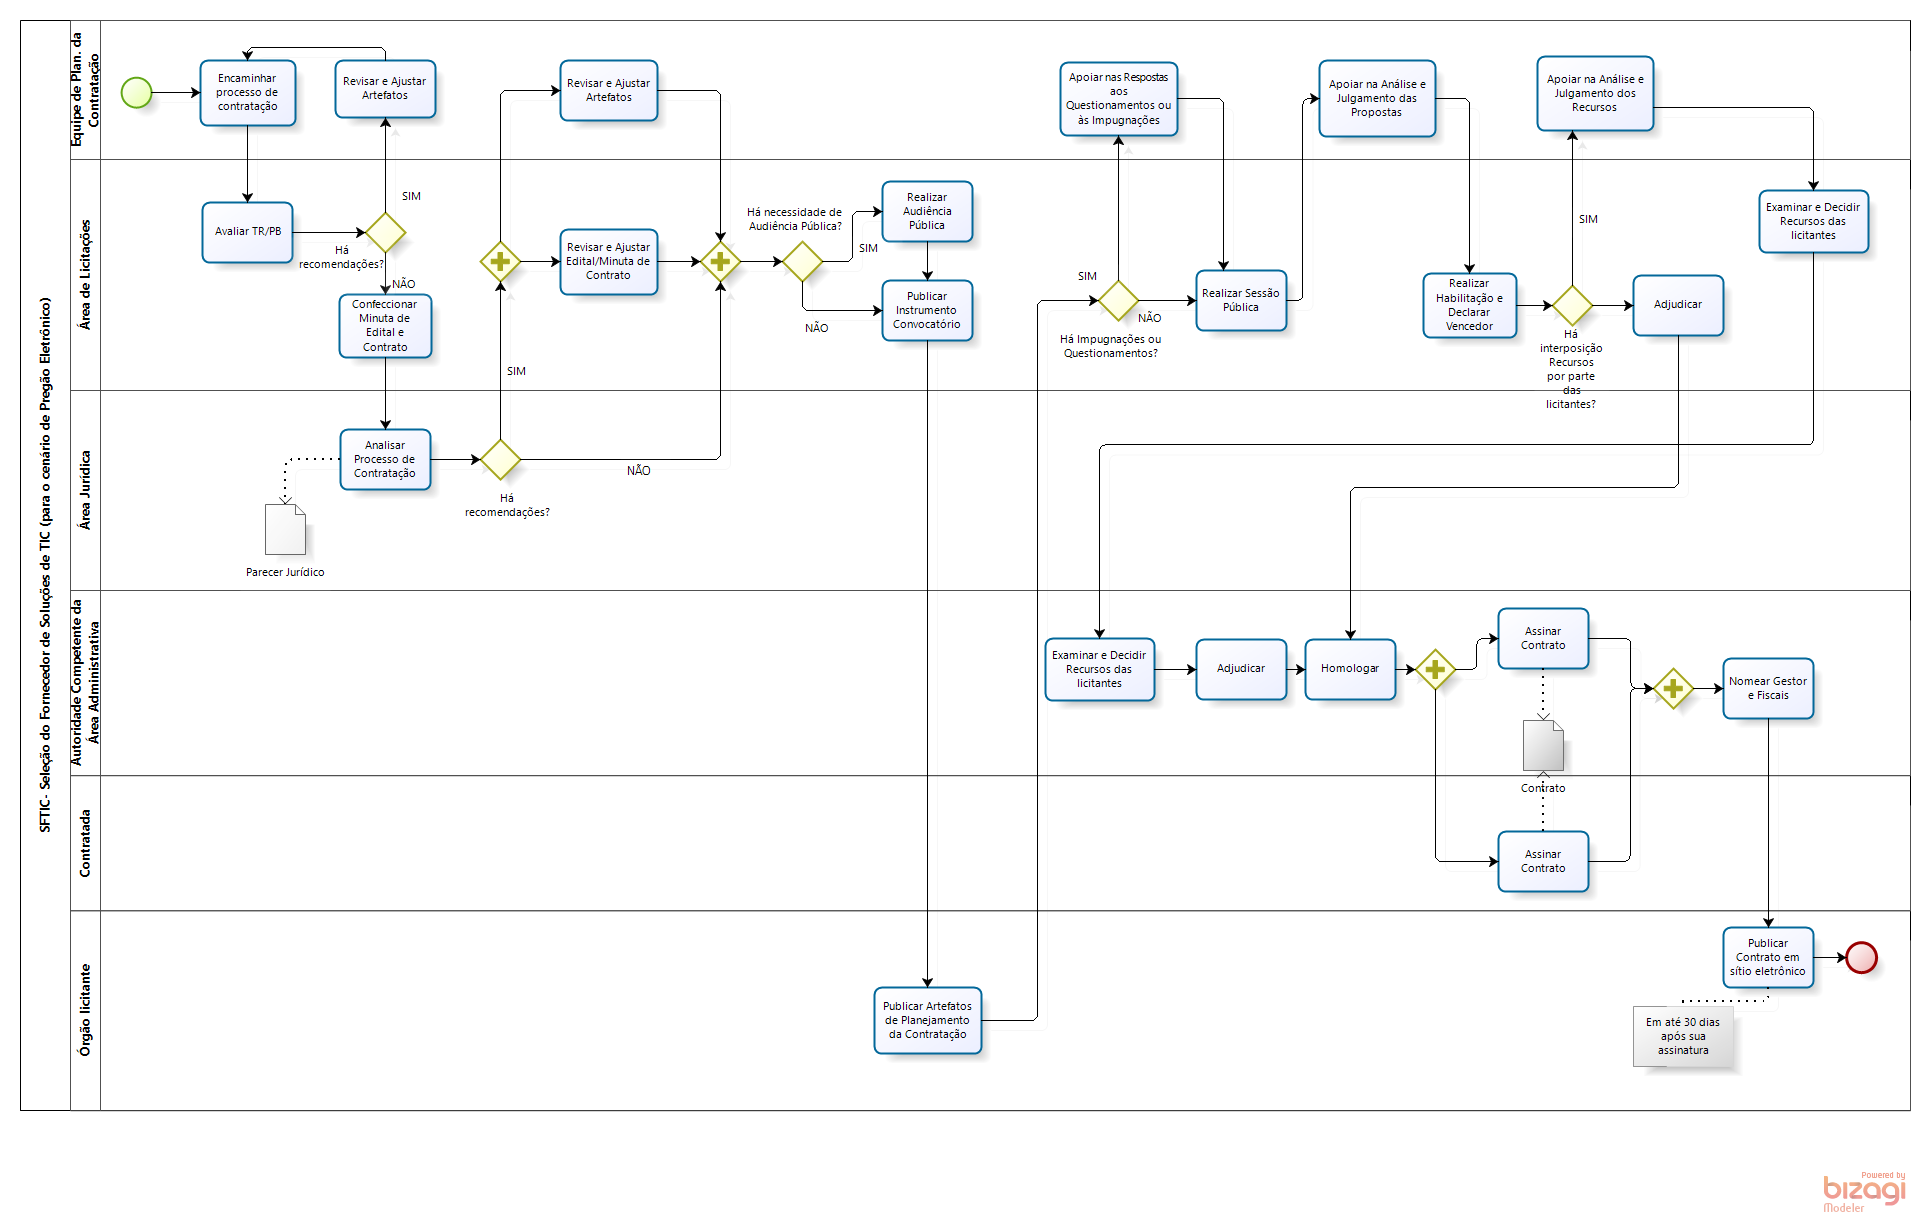 SFTIC- Seleção do Fornecedor de Soluções de TIC (para o cenário de Pregão Eletrônico)
Equipe de Plan. da
Contratação
Encaminhar
processo de
contratação
Revisar e Ajustar
Artefatos
Revisar e Ajustar
Artefatos
Apoiar nas Respostas
aos
Questionamentos ou
às Impugnações
Apoiar na Análise e
Julgamento das
Propostas
Apoiar na Análise e
Julgamento dos
Recursos
Área de Licitações
Avaliar TR/PB
SIM
Há
recomendações?
NÃO
Confeccionar
Minuta de
Edital e
Contrato
Revisar e Ajustar
Edital/Minuta de
Contrato
SIM
Há necessidade de
Audiência Pública?
SIM
NÃO
Realizar
Audiência
Pública
Publicar
Instrumento
Convocatório
SIM
NÃO
Há Impugnações ou
Questionamentos?
Realizar Sessão
Pública
Realizar
Habilitação e
Declarar
Vencedor
SIM
Há
interposição
Recursos
por parte
das
licitantes?
Adjudicar
Examinar e Decidir
Recursos das
licitantes
Área Jurídica
Analisar
Processo de
Contratação
Parecer Jurídico
Há
recomendações?
NÃO
Autoridade Competente da
Área Administrativa
Examinar e Decidir
Recursos das
licitantes
Adjudicar
Homologar
Assinar
Contrato
Contrato
Nomear Gestor
e Fiscais
Contratada
Assinar
Contrato
Órgão licitante
Publicar Artefatos
de Planejamento
da Contratação
Publicar
Contrato em
sítio eletrônico
Em até 30 dias
após sua
assinatura
Powered by
bizagi
Modeler